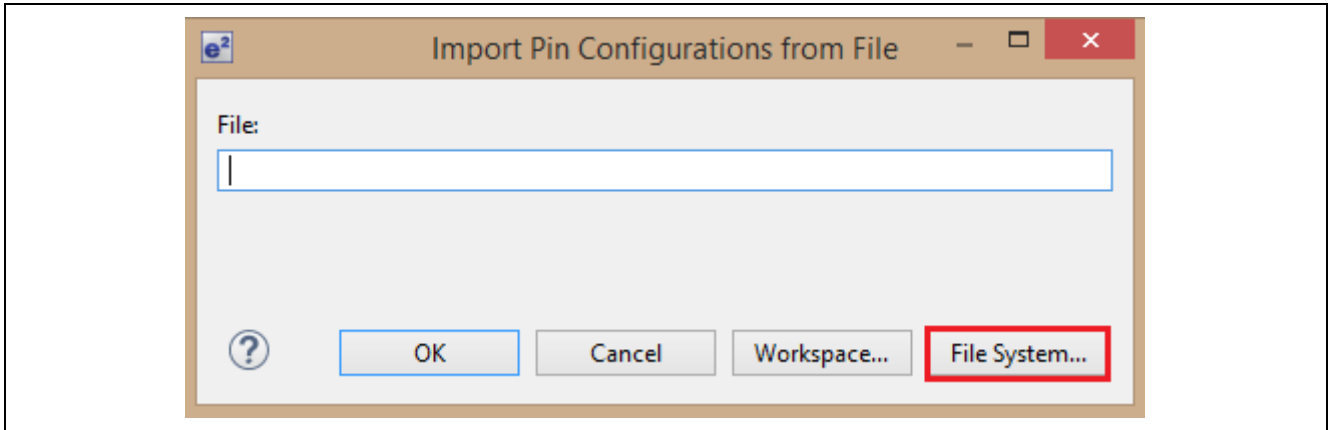 e² Import Pin Configurations from File
File:
? OK Cancel Workspace... File System...